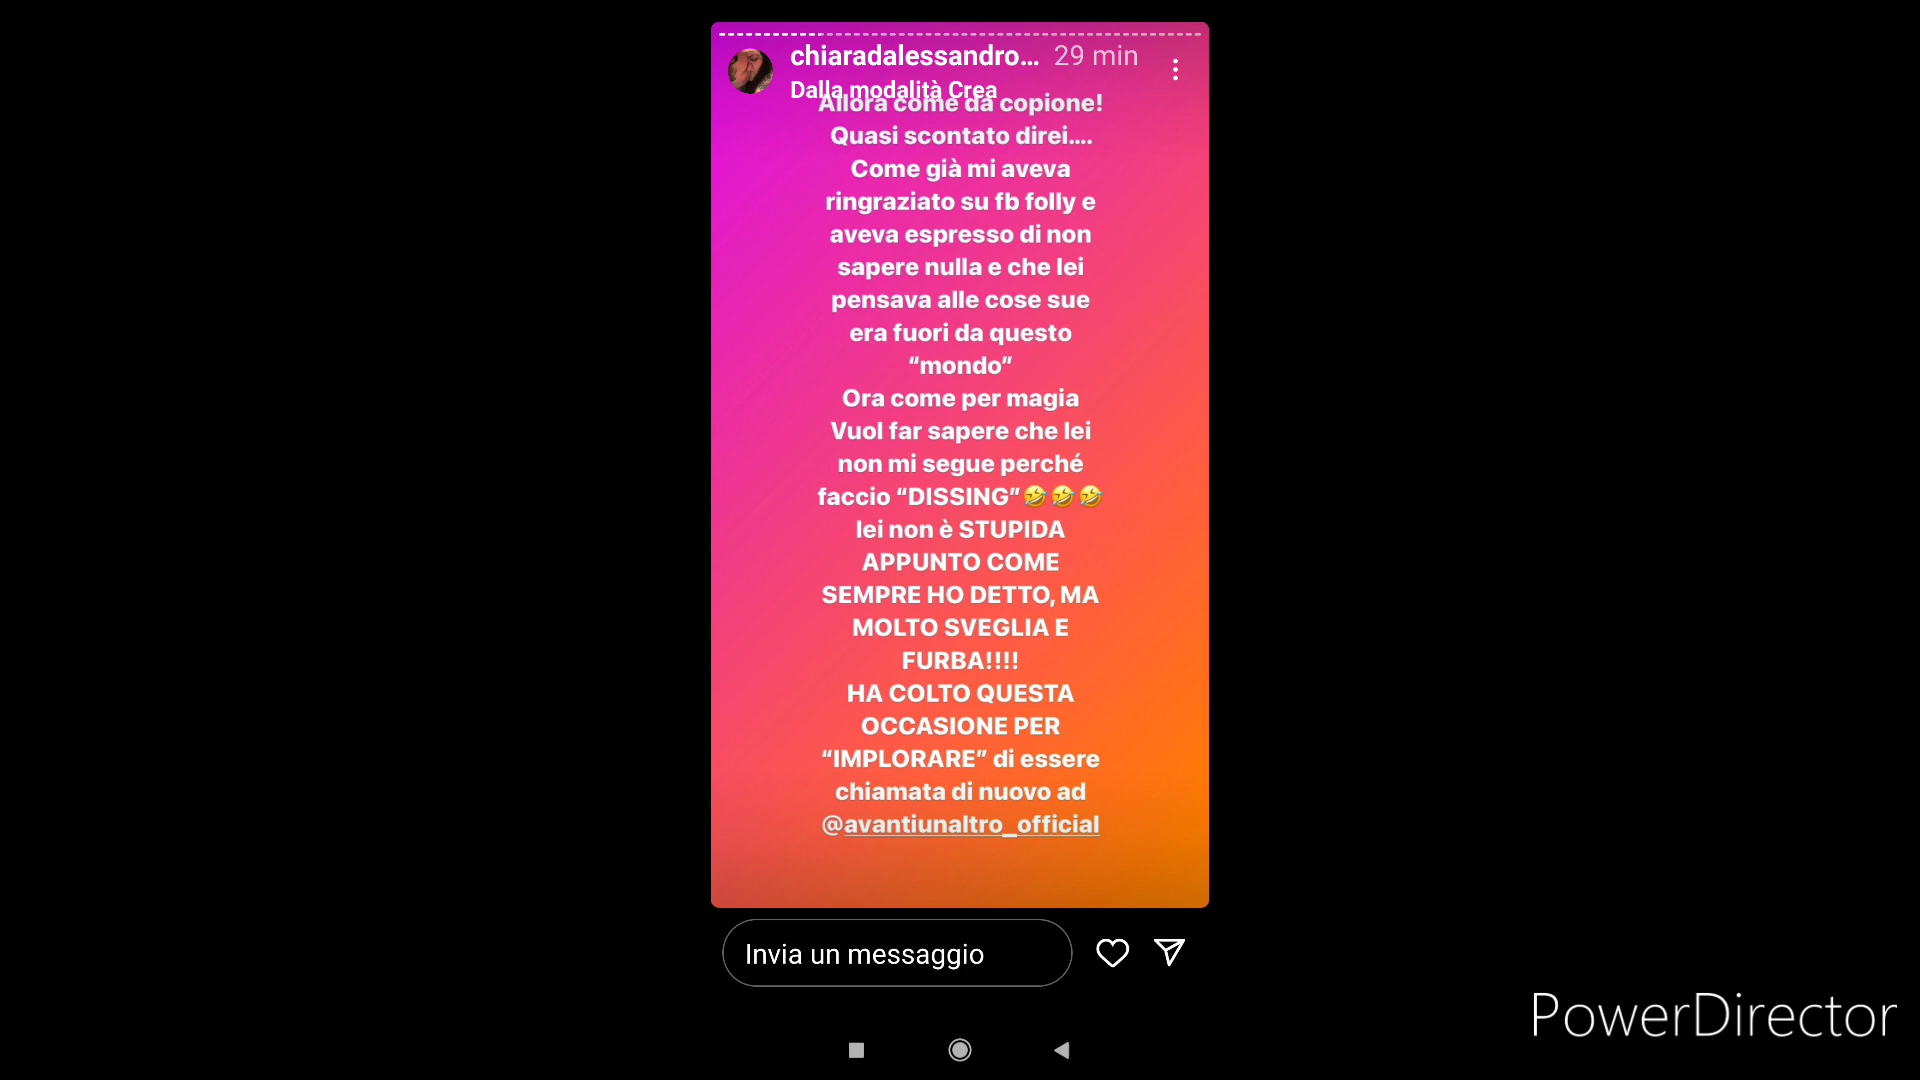 chiaradalessandro... 29 min
Dalla modalità Crea
Allora come da copione!
Quasi scontato direi....
Come già mi aveva
ringraziato su fb folly e
aveva espresso di non
sapere nulla e che lei
pensava alle cose sue
era fuori da questo
“mondo”
Ora come per magia
Vuol far sapere che lei
non mi segue perché
faccio “DISSING”🤣🤣🤣
lei non è STUPIDA
APPUNTO COME
SEMPRE HO DETTO, MA
MOLTO SVEGLIA E
FURBA!!!!
HA COLTO QUESTA
OCCASIONE PER
“IMPLORARE” di essere
chiamata di nuovo ad
@avantiunaltro_official
Invia un messaggio
PowerDirector